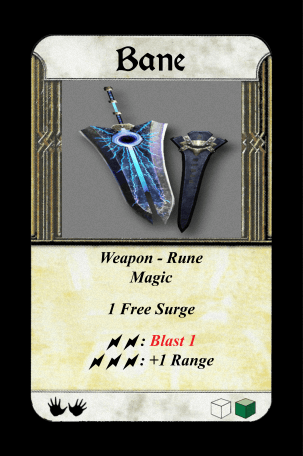 Bane
Weapon - Rune
Magic
1 Free Surge
: Blast 1
: +1 Range